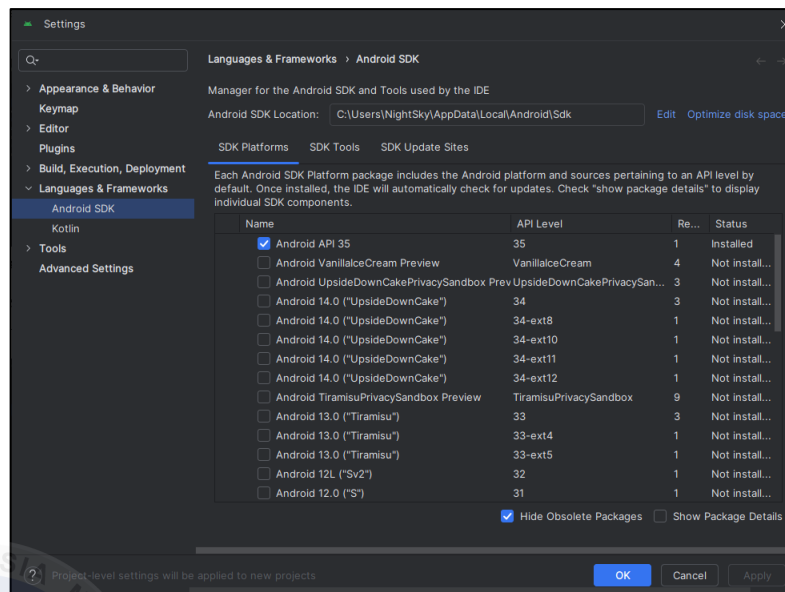 Settings
Languages & Frameworks › Android SDK
Appearance & Behavior
Keymap
Editor
Plugins
Build, Execution, Deployment
Languages & Frameworks
Android SDK
Kotlin
Tools
Advanced Settings
Manager for the Android SDK and Tools used by the IDE
Android SDK Location: C:\Users\NightSky\AppData\Local\Android\Sdk Edit Optimize disk space
SDK Platforms SDK Tools SDK Update Sites
Each Android SDK Platform package includes the Android platform and sources pertaining to an API level by
default. Once installed, the IDE will automatically check for updates. Check "show package details" to display
individual SDK components.
Name API Level Re... Status
Android API 35 35 1 Installed
Android VanillaIceCream Preview VanillaIceCream 4 Not install...
Android UpsideDownCakePrivacySandbox Prev UpsideDownCakePrivacySan... 3 Not install...
Android 14.0 ("UpsideDownCake") 34 3 Not install...
Android 14.0 ("UpsideDownCake") 34-ext8 1 Not install...
Android 14.0 ("UpsideDownCake") 34-ext10 1 Not install...
Android 14.0 ("UpsideDownCake") 34-ext11 1 Not install...
Android 14.0 ("UpsideDownCake") 34-ext12 1 Not install...
Android TiramisuPrivacySandbox Preview TiramisuPrivacySandbox 9 Not install...
Android 13.0 ("Tiramisu") 33 3 Not install...
Android 13.0 ("Tiramisu") 33-ext4 1 Not install...
Android 13.0 ("Tiramisu") 33-ext5 1 Not install...
Android 12L ("Sv2") 32 1 Not install...
Android 12.0 ("S") 31 1 Not install...
Hide Obsolete Packages Show Package Details
? Project-level settings will be applied to new projects
OK Cancel Apply